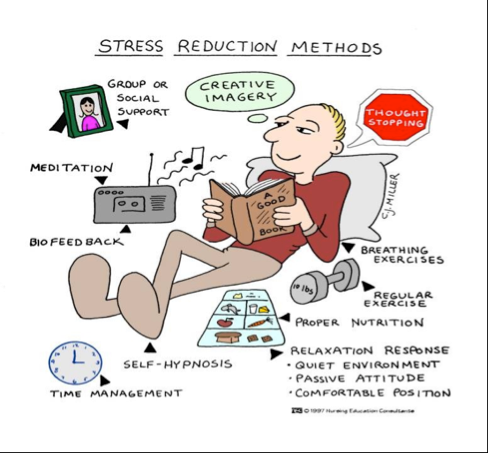 STRESS REDUCTION METHODS
GROUP OR
SOCIAL
SUPPORT
CREATIVE
IMAGERY
THOUGHT
STOPPING
MEDITATION
A
GOOD
BOOK
C.J. MILLER
BIOFEEDBACK
BREATHING
EXERCISES
10 lbs
REGULAR
EXERCISE
PROPER NUTRITION
SELF-HYPNOSIS
RELAXATION RESPONSE
• QUIET ENVIRONMENT
• PASSIVE ATTITUDE
• COMFORTABLE POSITION
TIME MANAGEMENT
© 1997 Nursing Education Consultants